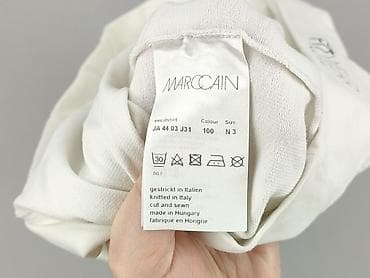 MARCCAIN
sweatshirt Colour Size
JA 44.03 J31 100 N 3
30
gestrickt in Italien
knitted in Italy
cut and sewn
made in Hungary
fabriqué en Hongrie